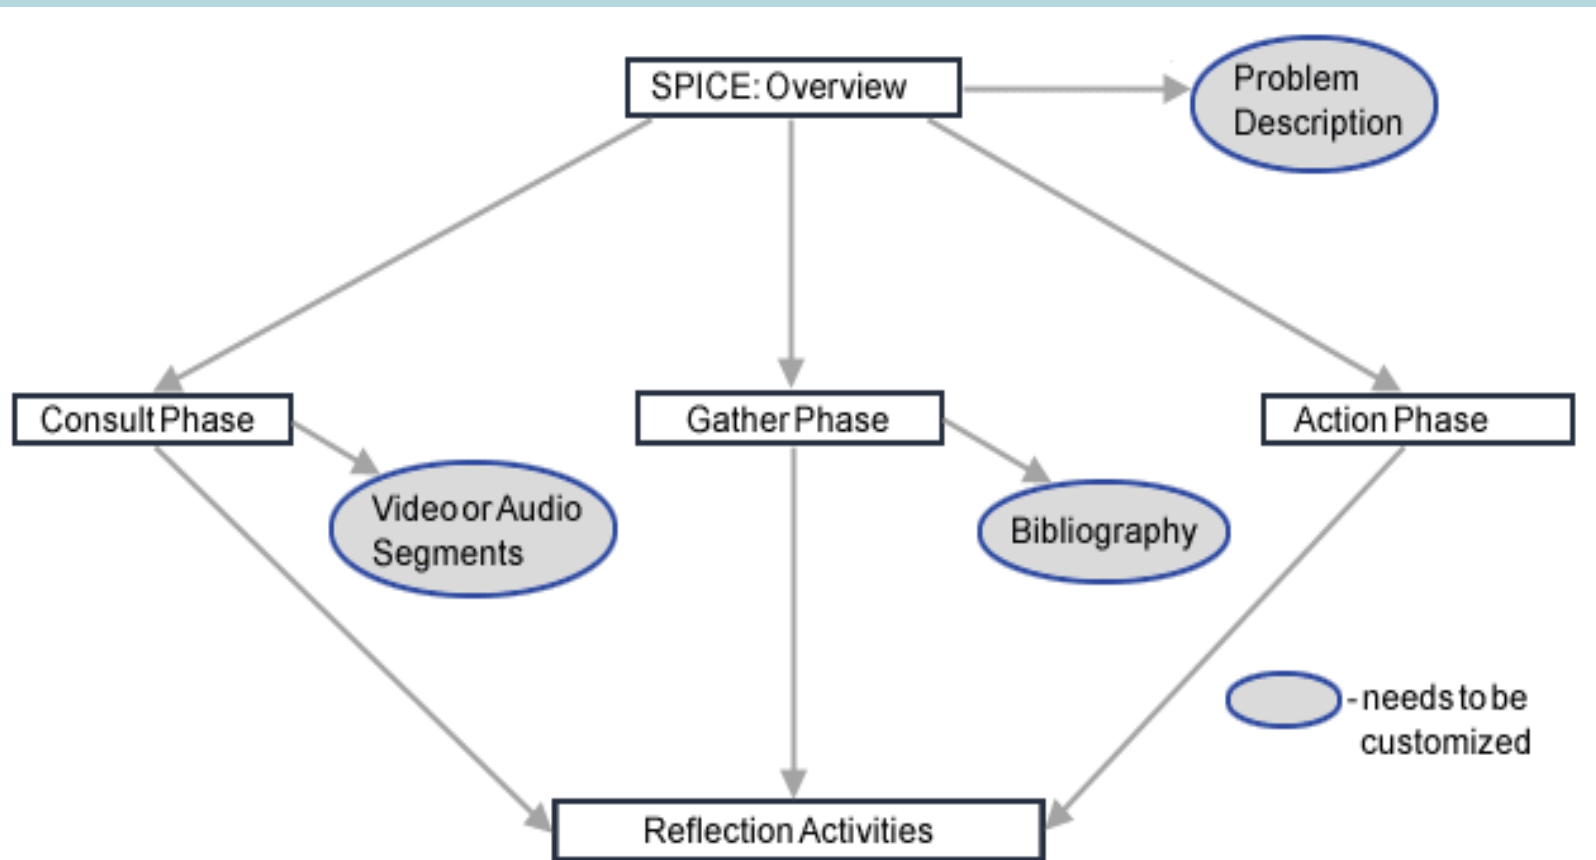 SPICE: Overview
Problem
Description
Consult Phase
Gather Phase
Action Phase
Video or Audio
Segments
Bibliography
- needs to be
customized
Reflection Activities